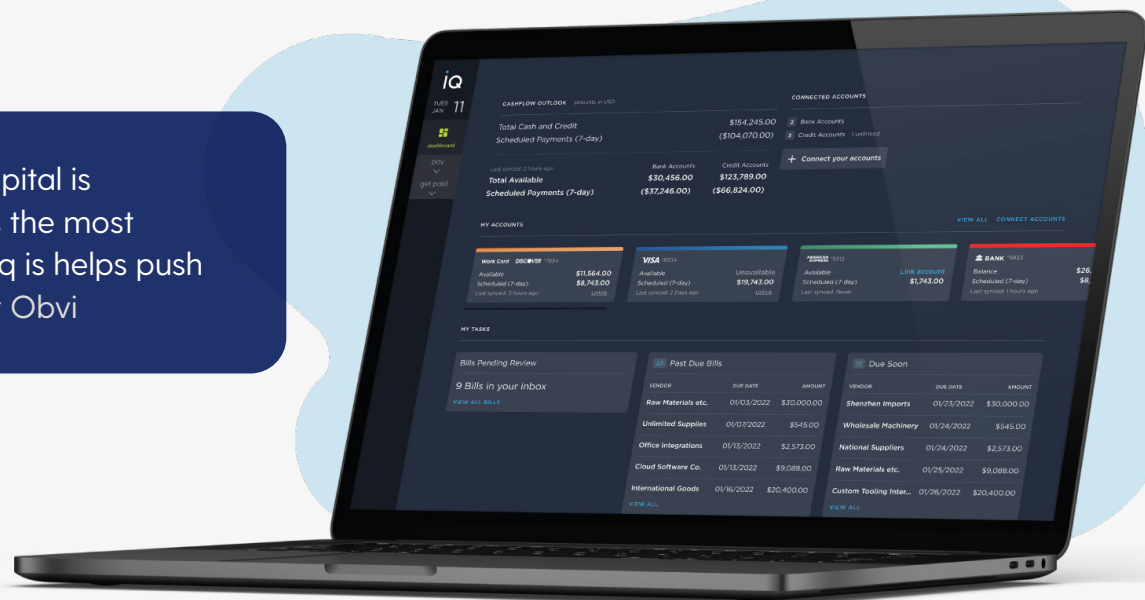 pital is
the most
q is helps push
Obvi
iQ
TUES
JAN 11
dashboard
pay
get paid
CASHFLOW OUTLOOK amounts in USD
Total Cash and Credit $154,245.00
Scheduled Payments (7-day) ($104,070.00)
Last synced: 2 hours ago Bank Accounts Credit Accounts
Total Available $30,456.00 $123,789.00
Scheduled Payments (7-day) ($37,246.00) ($66,824.00)
CONNECTED ACCOUNTS
2 Bank Accounts
3 Credit Accounts 1 unlinked
+ Connect your accounts
MY ACCOUNTS
VIEW ALL CONNECT ACCOUNTS
Work Card DISCOVER *7934
Available $11,564.00
Scheduled (7-day) $8,743.00
Last synced: 3 hours ago Unlink
VISA *9334
Available Unavailable
Scheduled (7-day) $19,743.00
Last synced: 2 Days ago Unlink
AMERICAN EXPRESS *9312
Available Link account
Scheduled (7-day) $1,743.00
Last synced: Never
BANK *9833
Balance $26,
Scheduled (7-day) $8,
Last synced: 1 hours ago
MY TASKS
Bills Pending Review
9 Bills in your inbox
VIEW ALL BILLS
Past Due Bills
VENDOR DUE DATE AMOUNT
Raw Materials etc. 01/03/2022 $30,000.00
Unlimited Supplies 01/07/2022 $545.00
Office Integrations 01/13/2022 $2,573.00
Cloud Software Co. 01/13/2022 $9,088.00
International Goods 01/16/2022 $20,400.00
VIEW ALL
Due Soon
VENDOR DUE DATE AMOUNT
Shenzhen Imports 01/23/2022 $30,000.00
Wholesale Machinery 01/24/2022 $545.00
National Suppliers 01/24/2022 $2,573.00
Raw Materials etc. 01/25/2022 $9,088.00
Custom Tooling Inter... 01/26/2022 $20,400.00
VIEW ALL